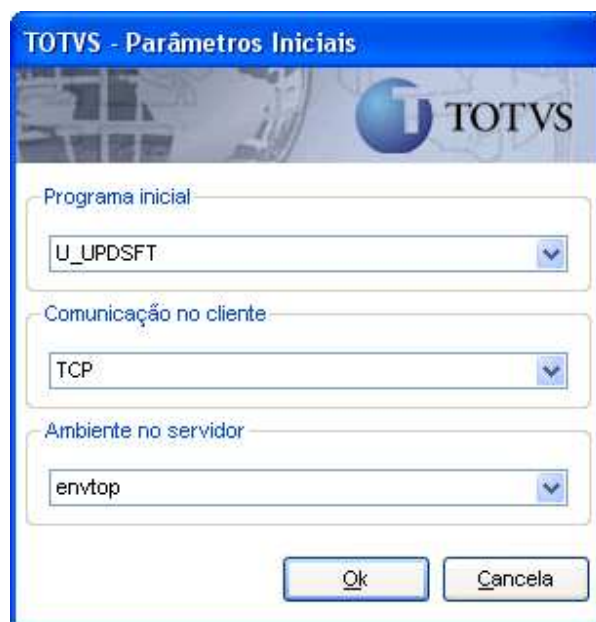 TOTVS - Parâmetros Iniciais
TOTVS
Programa inicial
U_UPDSFT
Comunicação no cliente
TCP
Ambiente no servidor
envtop
Ok
Cancela